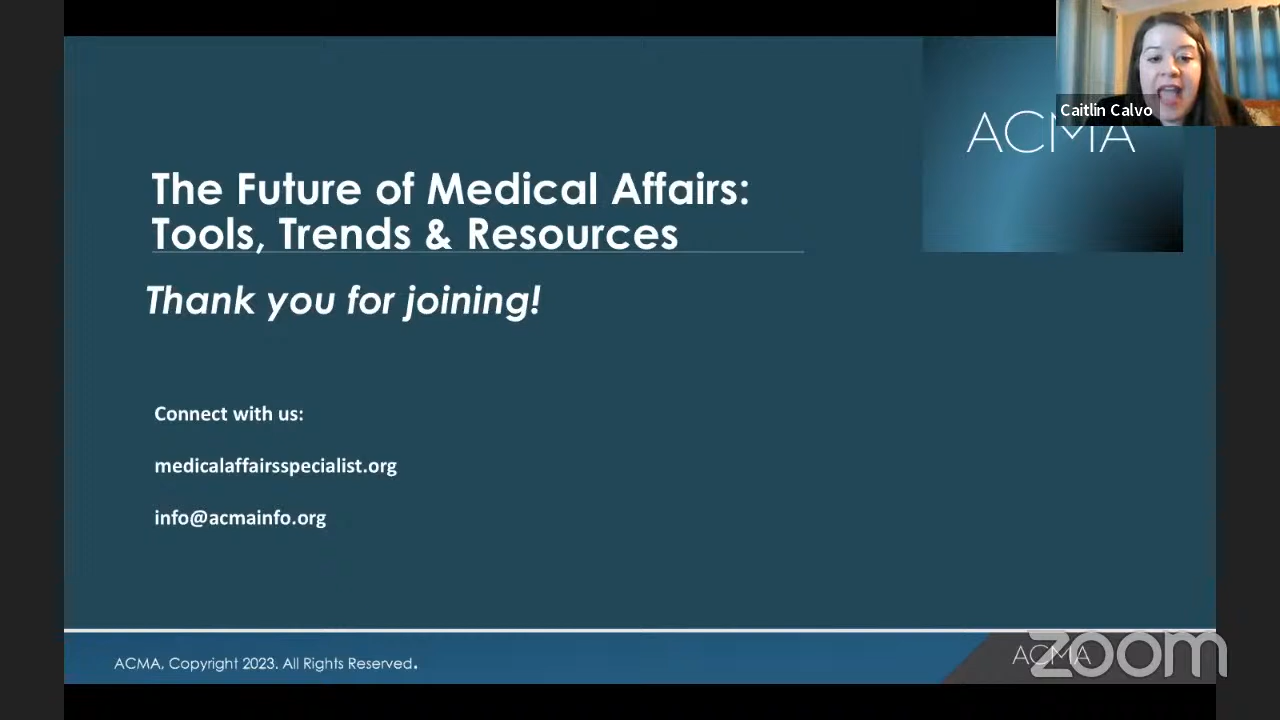 Caitlin Calvo
ACMA
The Future of Medical Affairs:
Tools, Trends & Resources
Thank you for joining!
Connect with us:
medicalaffairsspecialist.org
info@acmainfo.org
ACMA, Copyright 2023. All Rights Reserved.
ACMA
zoom